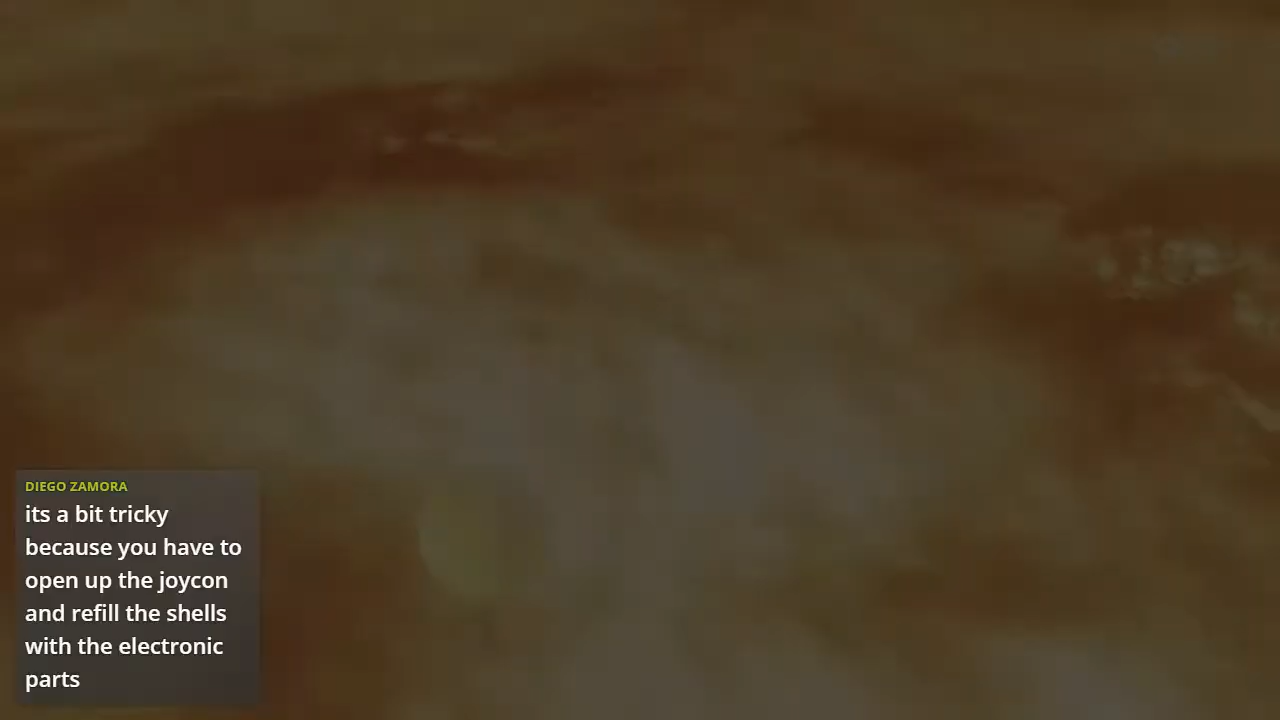 DIEGO ZAMORA
its a bit tricky
because you have to
open up the joycon
and refill the shells
with the electronic
parts